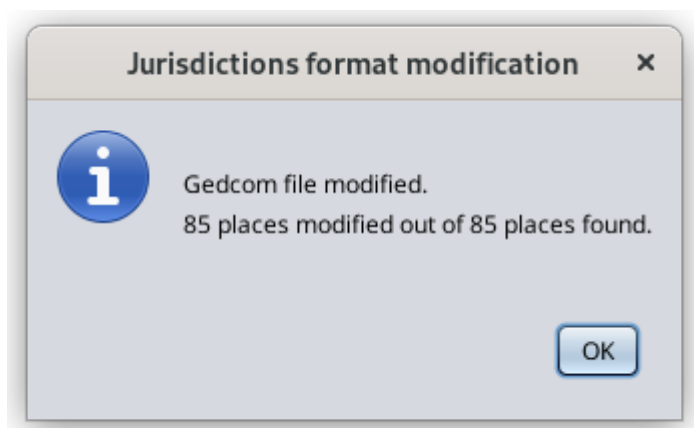 Jurisdictions format modification
Gedcom file modified.
85 places modified out of 85 places found.
OK